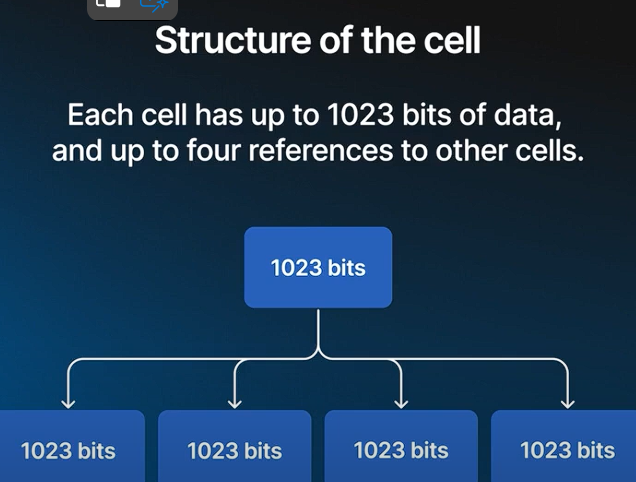 Structure of the cell
Each cell has up to 1023 bits of data,
and up to four references to other cells.
1023 bits
1023 bits
1023 bits
1023 bits
1023 bits